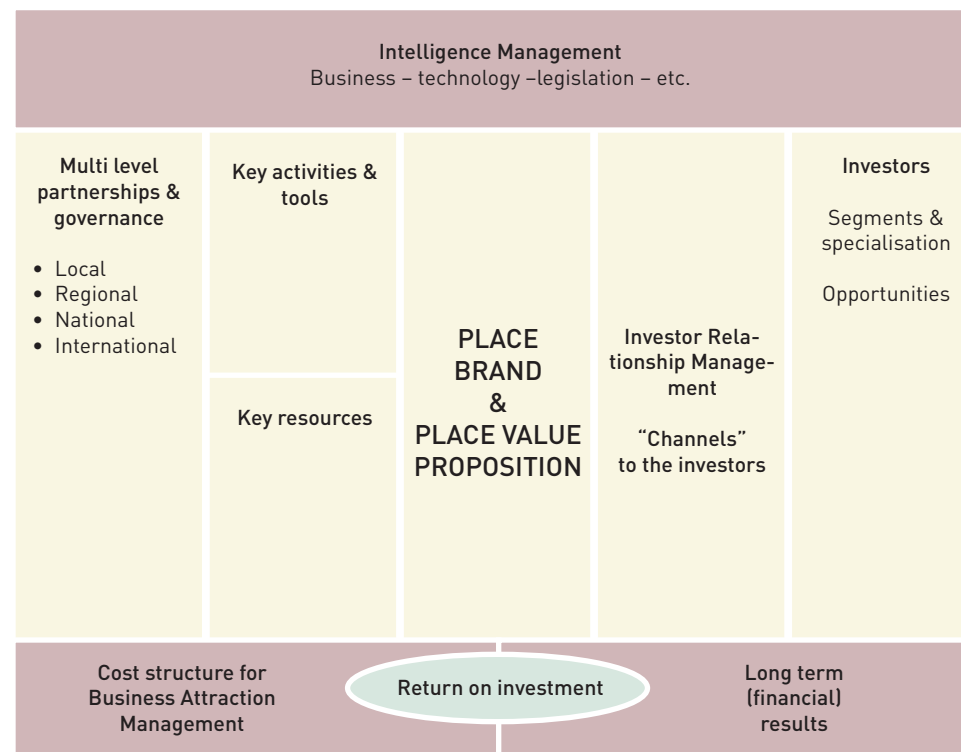 Intelligence Management
Business – technology –legislation – etc.
Multi level
partnerships &
governance
• Local
• Regional
• National
• International
Key activities &
tools
Key resources
PLACE
BRAND
&
PLACE VALUE
PROPOSITION
Investor Rela-
tionship Manage-
ment
“Channels”
to the investors
Investors
Segments &
specialisation
Opportunities
Cost structure for
Business Attraction
Management
Return on investment
Long term
(financial)
results